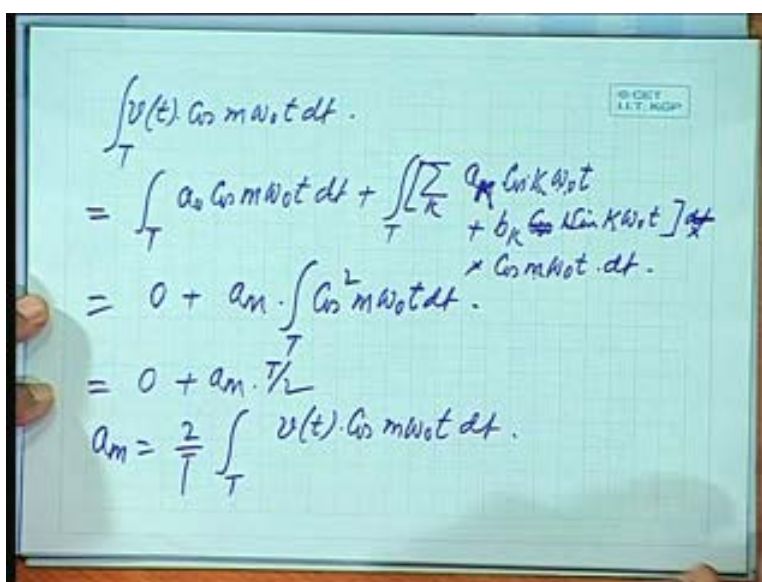 © CET
I.I.T. KGP
∫_T v(t). Cos mω₀t dt.
= ∫_T a₀ Cos mω₀t dt + ∫_T [Σ_K a_K Cos Kω₀t
+ b_K Sin Kω₀t]
× Cos mω₀t . dt.
= 0 + a_m . ∫_T Cos² mω₀t dt.
= 0 + a_m . T/2
a_m = 2/T ∫_T v(t). Cos mω₀t dt.